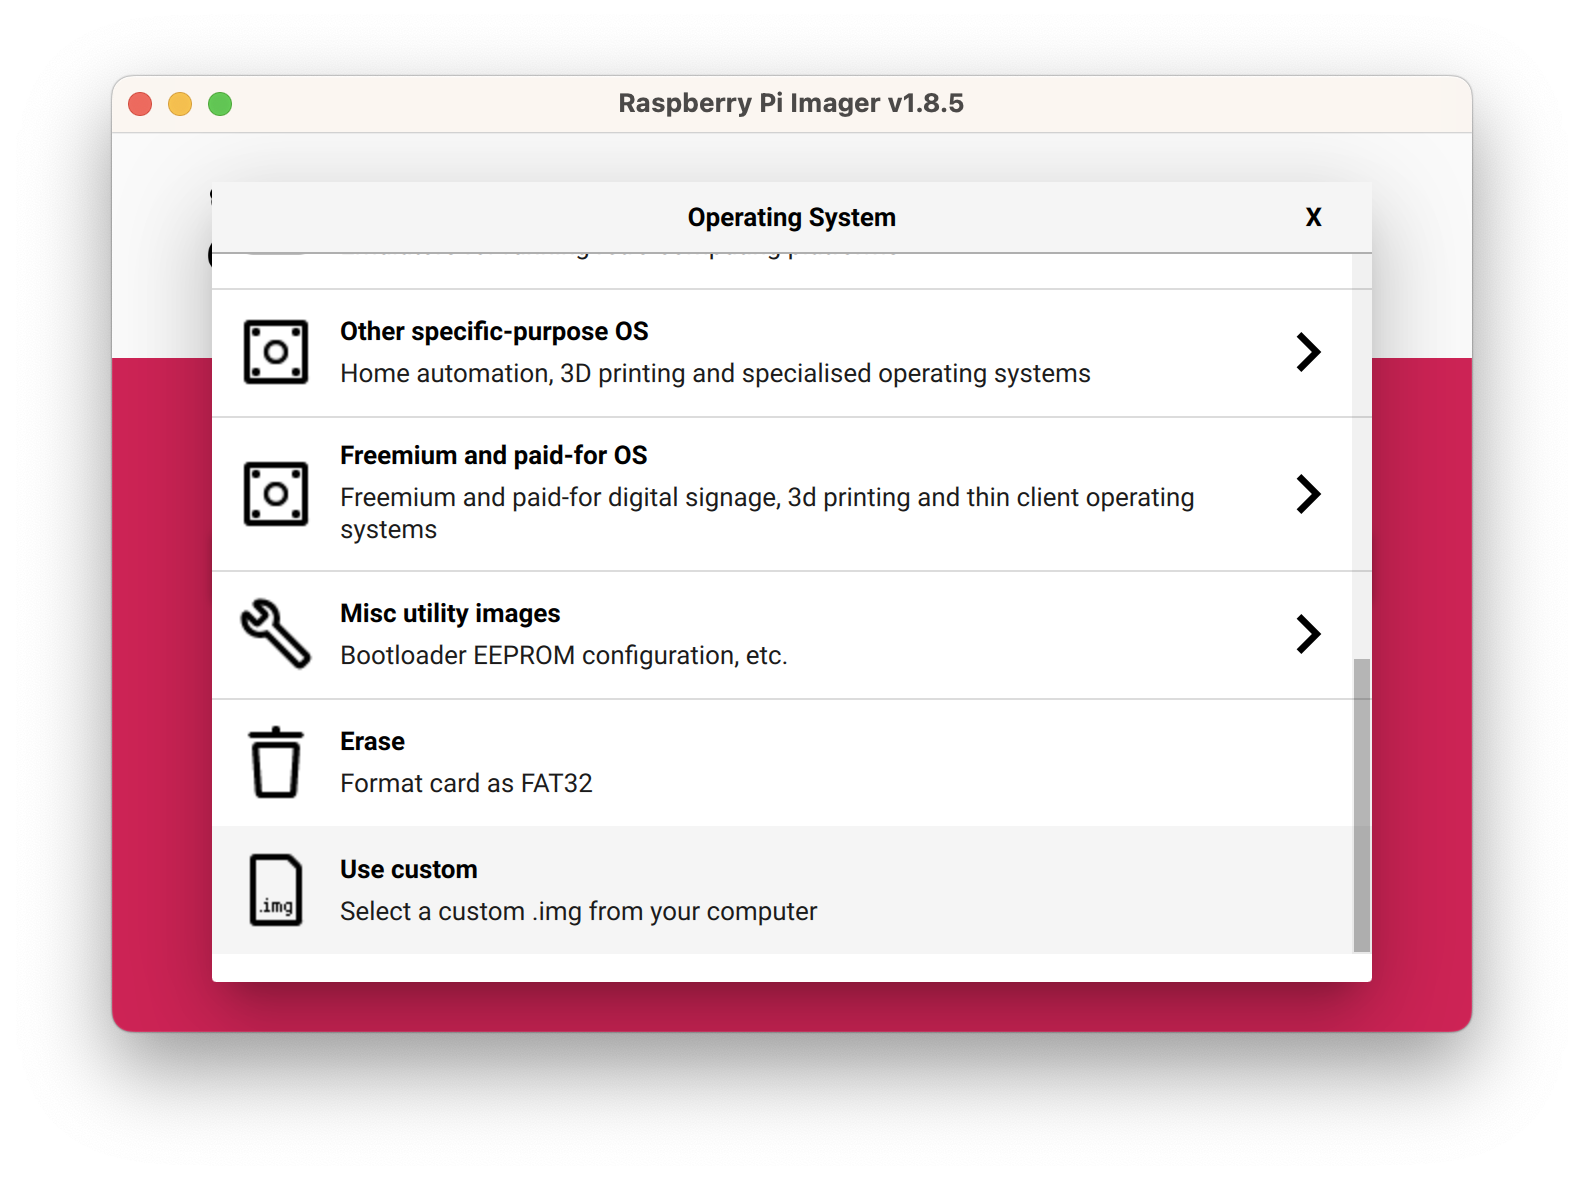 Raspberry Pi Imager v1.8.5
Operating System
X
Other specific-purpose OS
Home automation, 3D printing and specialised operating systems
Freemium and paid-for OS
Freemium and paid-for digital signage, 3d printing and thin client operating
systems
Misc utility images
Bootloader EEPROM configuration, etc.
Erase
Format card as FAT32
.img
Use custom
Select a custom .img from your computer